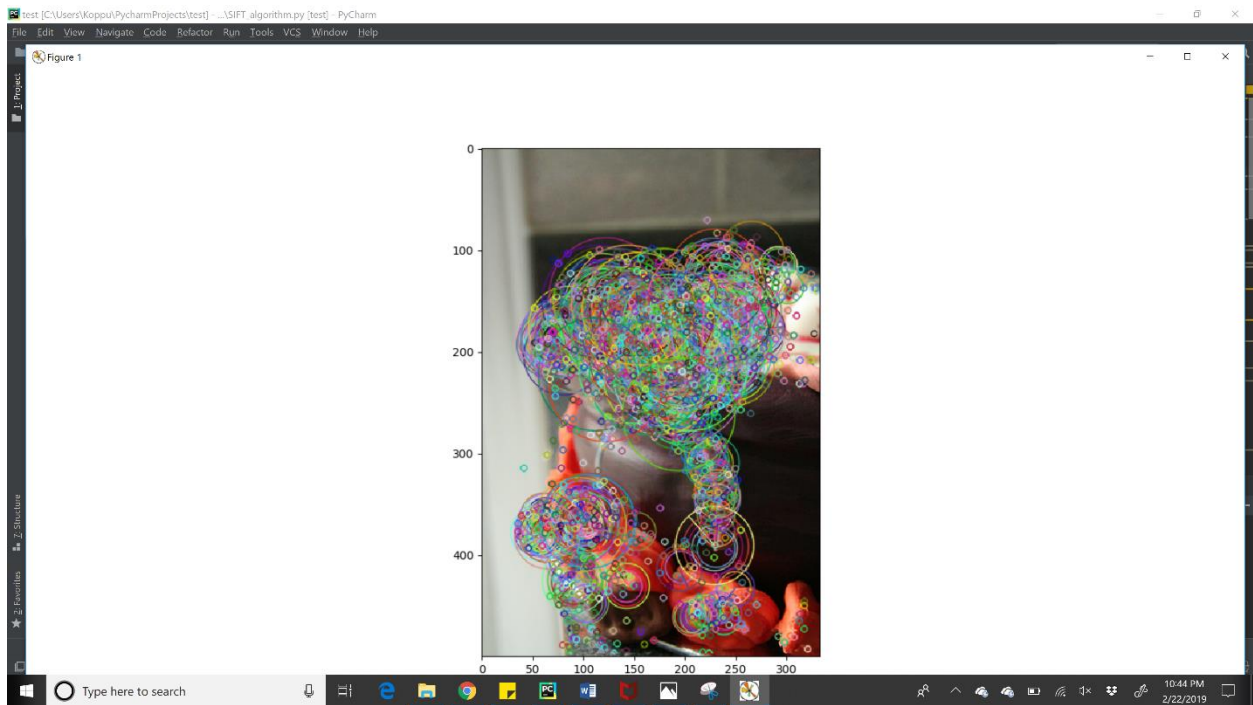 test [C:\Users\Koppu\PycharmProjects\test] - ...\SIFT_algorithm.py [test] - PyCharm
File Edit View Navigate Code Refactor Run Tools VCS Window Help
Figure 1
1: Project
0
100
200
300
400
0 50 100 150 200 250 300
7: Structure
2: Favorites
Type here to search
10:44 PM
2/22/2019